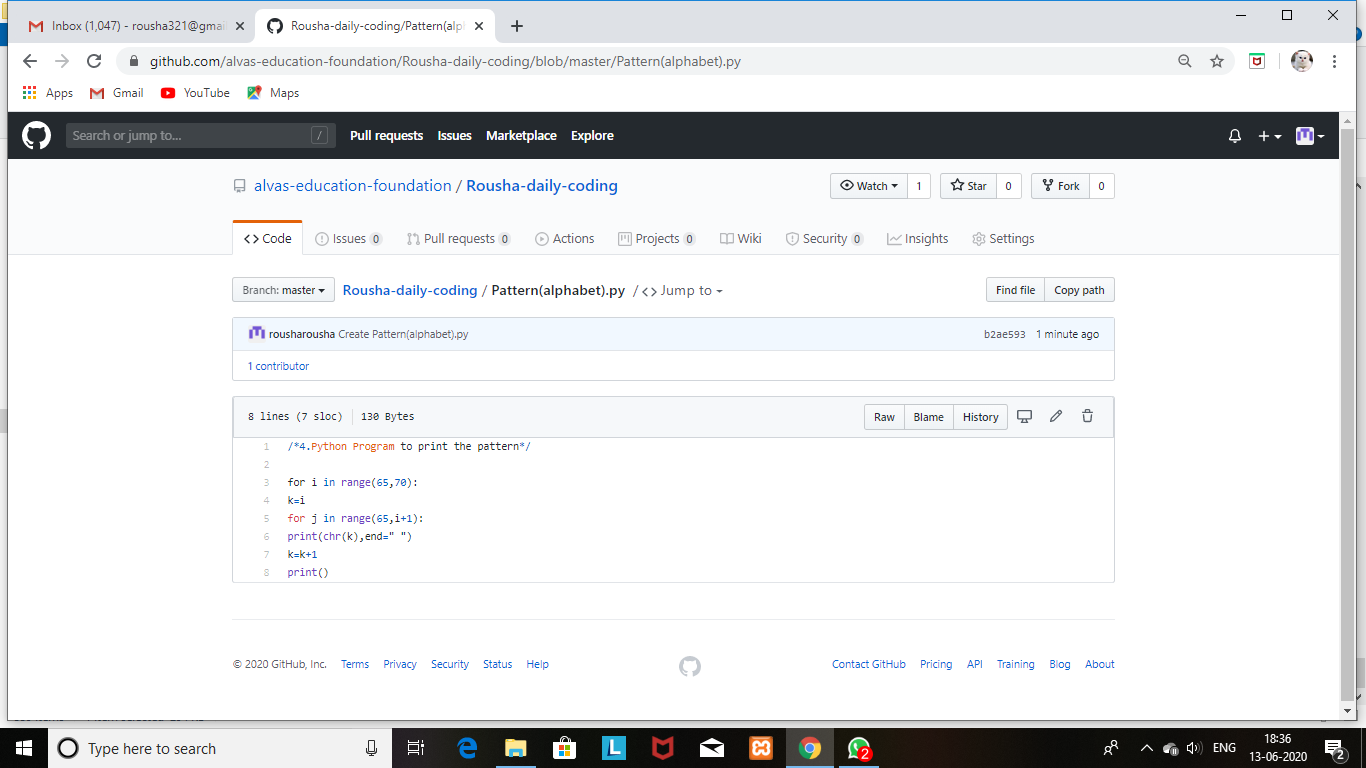 Inbox (1,047) - rousha321@gmai
Rousha-daily-coding/Pattern(alph
github.com/alvas-education-foundation/Rousha-daily-coding/blob/master/Pattern(alphabet).py
Apps Gmail YouTube Maps
Search or jump to... /
Pull requests Issues Marketplace Explore
alvas-education-foundation / Rousha-daily-coding
Watch 1 Star 0 Fork 0
Code Issues 0 Pull requests 0 Actions Projects 0 Wiki Security 0 Insights Settings
Branch: master Rousha-daily-coding / Pattern(alphabet).py / <> Jump to
Find file Copy path
rousharousha Create Pattern(alphabet).py b2ae593 1 minute ago
1 contributor
8 lines (7 sloc) 130 Bytes
Raw Blame History
1 /*4.Python Program to print the pattern*/
2
3 for i in range(65,70):
4 k=i
5 for j in range(65,i+1):
6 print(chr(k),end=" ")
7 k=k+1
8 print()
© 2020 GitHub, Inc. Terms Privacy Security Status Help
Contact GitHub Pricing API Training Blog About
Type here to search
L
ENG
18:36
13-06-2020
2
2